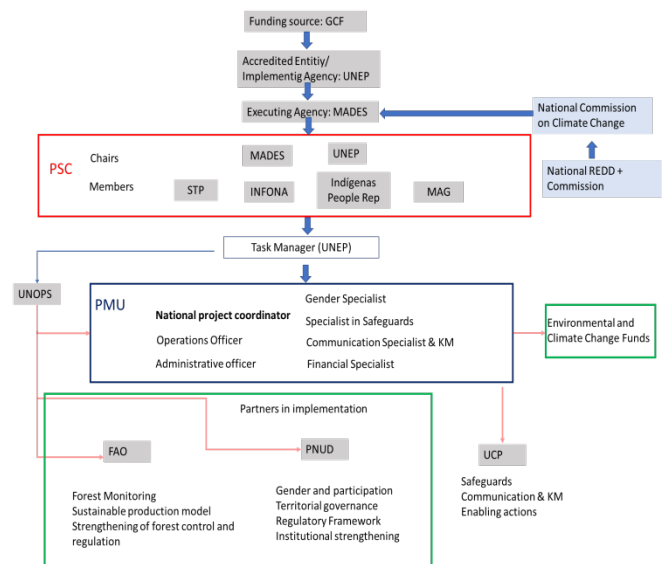 Funding source: GCF
Accredited Entitiy/
Implementig Agency: UNEP
Executing Agency: MADES
National Commission
on Climate Change
National REDD +
Commission
PSC
Chairs
MADES
UNEP
Members
STP
INFONA
Indígenas
People Rep
MAG
Task Manager (UNEP)
UNOPS
PMU
National project coordinator
Operations Officer
Administrative officer
Gender Specialist
Specialist in Safeguards
Communication Specialist & KM
Financial Specialist
Environmental and
Climate Change Funds
Partners in implementation
FAO
PNUD
UCP
Forest Monitoring
Sustainable production model
Strengthening of forest control and
regulation
Gender and participation
Territorial governance
Regulatory Framework
Institutional strengthening
Safeguards
Communication & KM
Enabling actions